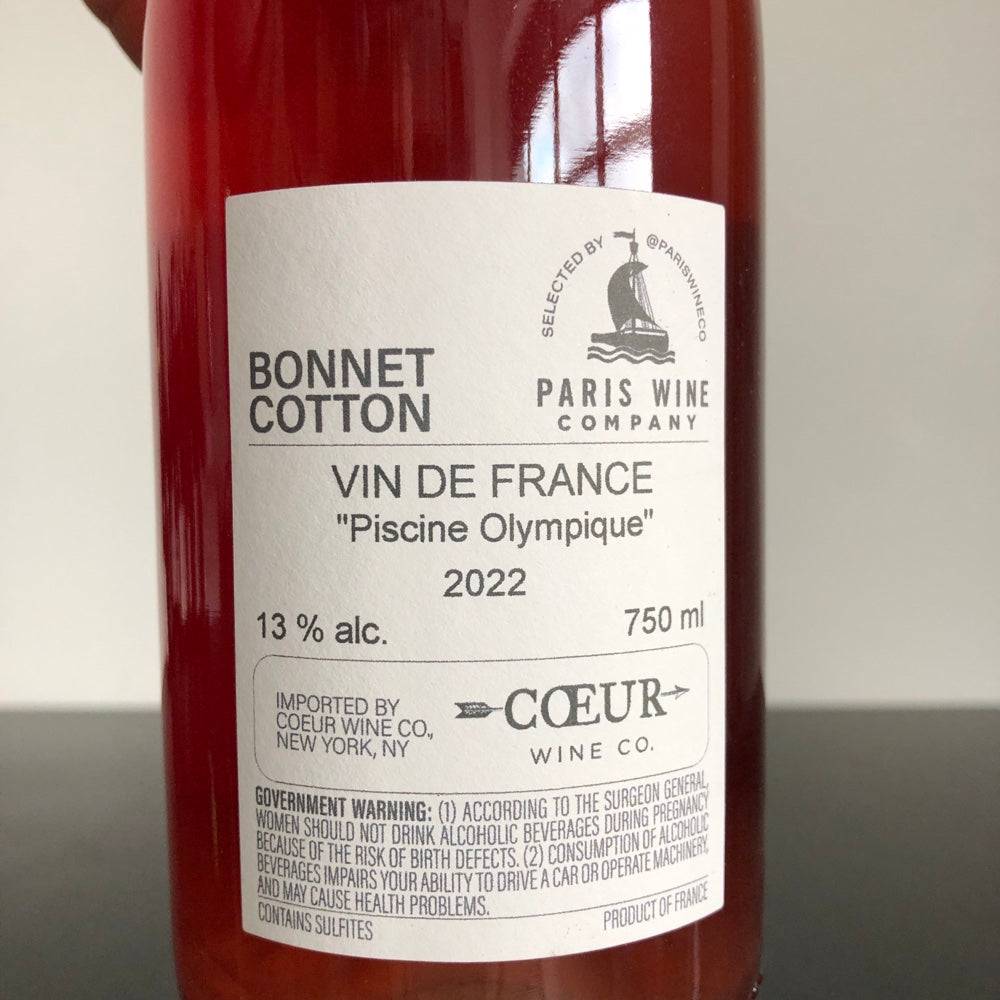 SELECTED BY @PARISWINECO
BONNET
COTTON
PARIS WINE
COMPANY
VIN DE FRANCE
"Piscine Olympique"
2022
13 % alc.
750 ml
IMPORTED BY
COEUR WINE CO.,
NEW YORK, NY
CŒUR
WINE CO.
GOVERNMENT WARNING: (1) ACCORDING TO THE SURGEON GENERAL,
WOMEN SHOULD NOT DRINK ALCOHOLIC BEVERAGES DURING PREGNANCY
BECAUSE OF THE RISK OF BIRTH DEFECTS. (2) CONSUMPTION OF ALCOHOLIC
BEVERAGES IMPAIRS YOUR ABILITY TO DRIVE A CAR OR OPERATE MACHINERY,
AND MAY CAUSE HEALTH PROBLEMS.
CONTAINS SULFITES
PRODUCT OF FRANCE